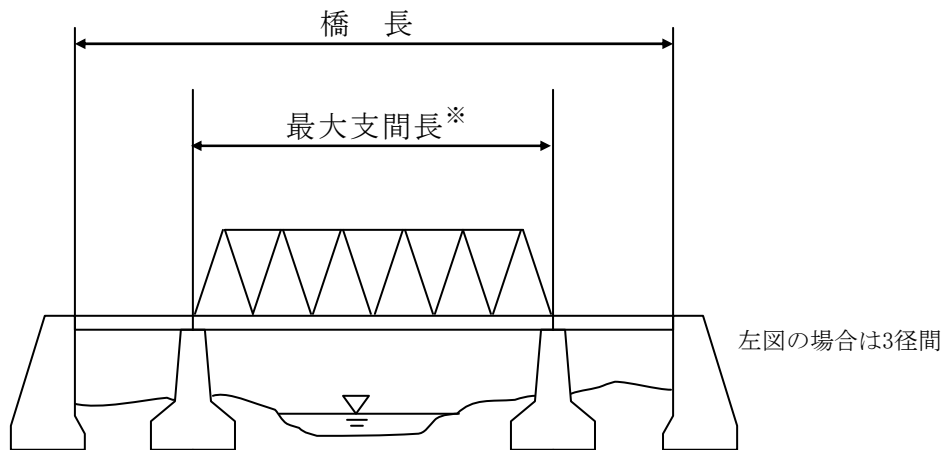 橋　長
最大支間長※
左図の場合は3径間